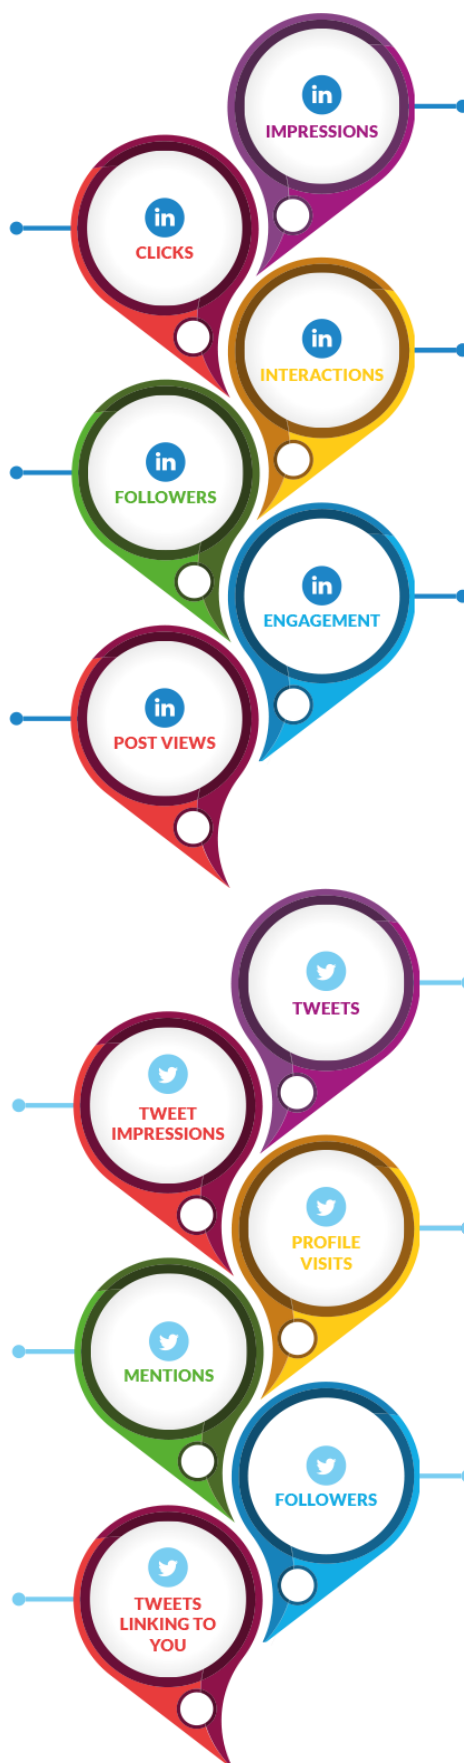 in
IMPRESSIONS
in
CLICKS
in
INTERACTIONS
in
FOLLOWERS
in
ENGAGEMENT
in
POST VIEWS
TWEETS
TWEET
IMPRESSIONS
PROFILE
VISITS
MENTIONS
FOLLOWERS
TWEETS
LINKING TO
YOU